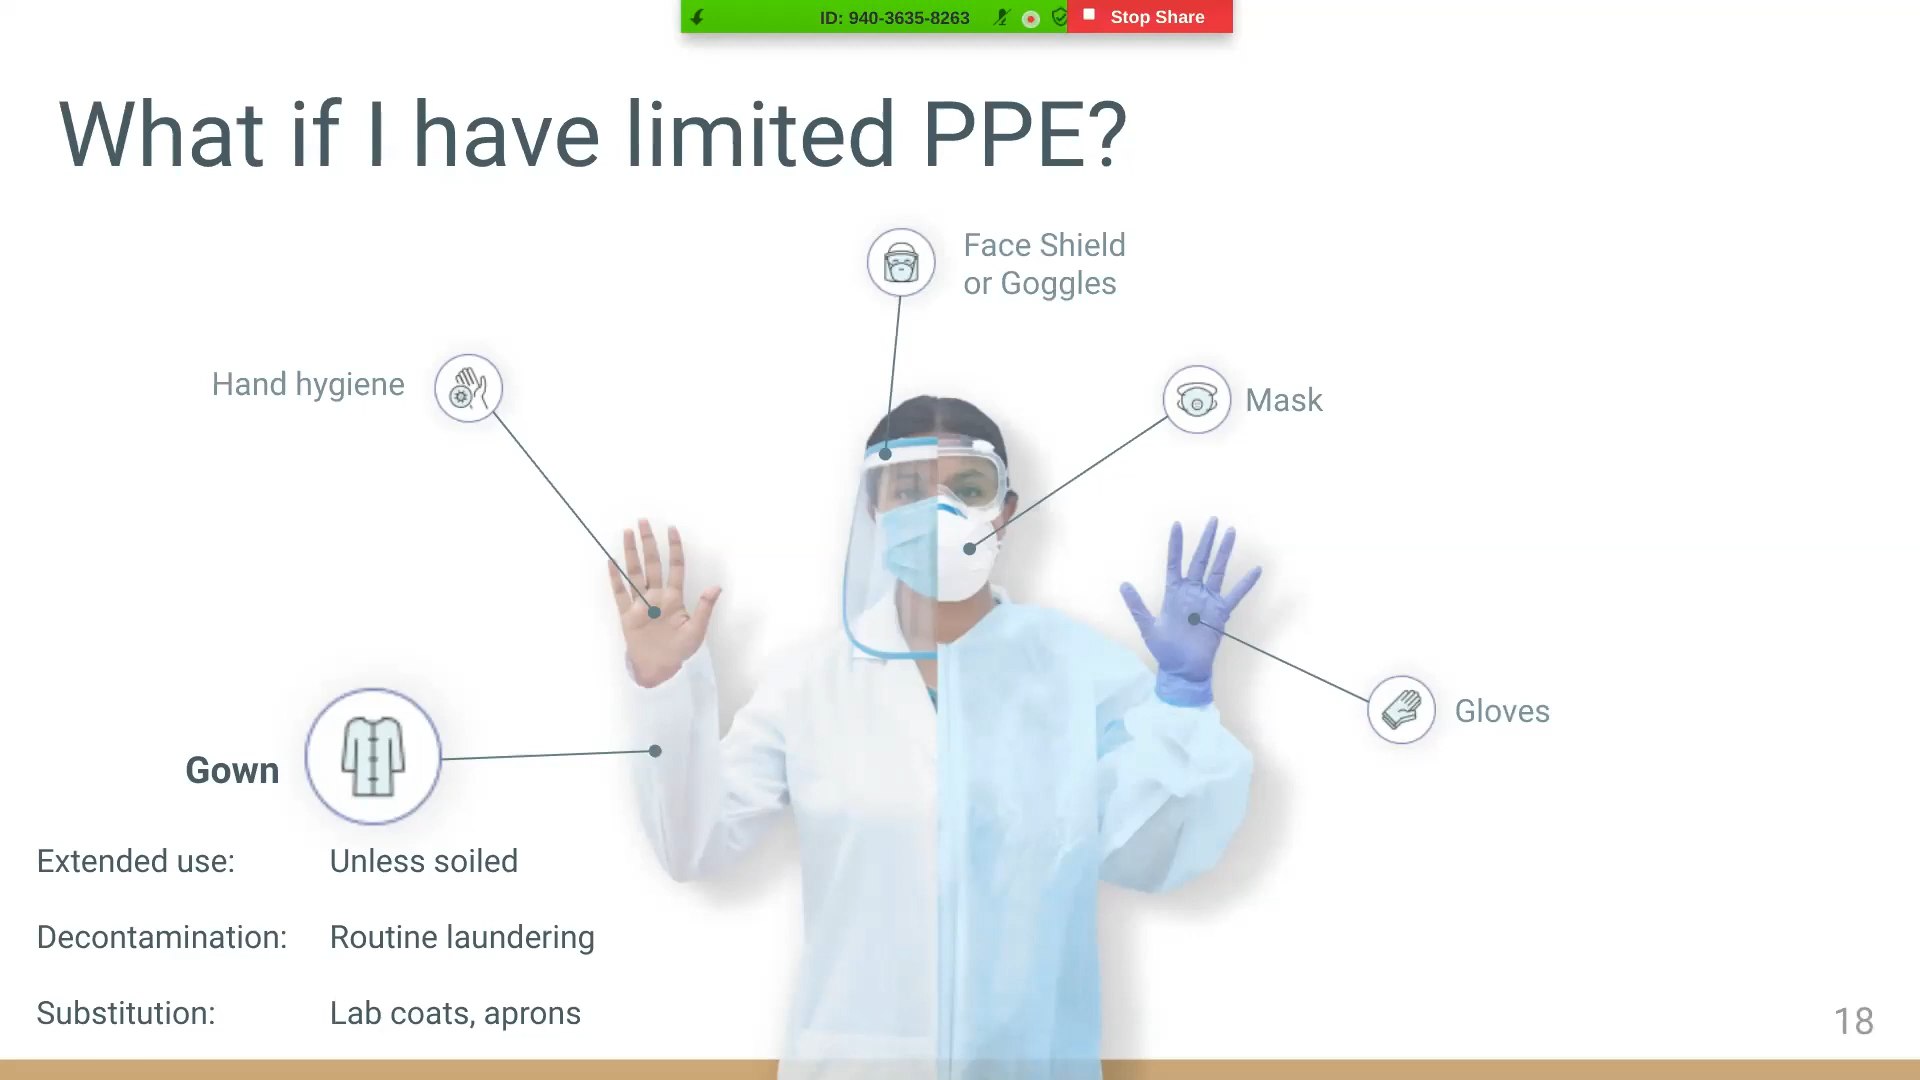 ID: 940-3635-8263
Stop Share
What if I have limited PPE?
Face Shield
or Goggles
Hand hygiene
Mask
Gloves
Gown
Extended use: Unless soiled
Decontamination: Routine laundering
Substitution: Lab coats, aprons
18